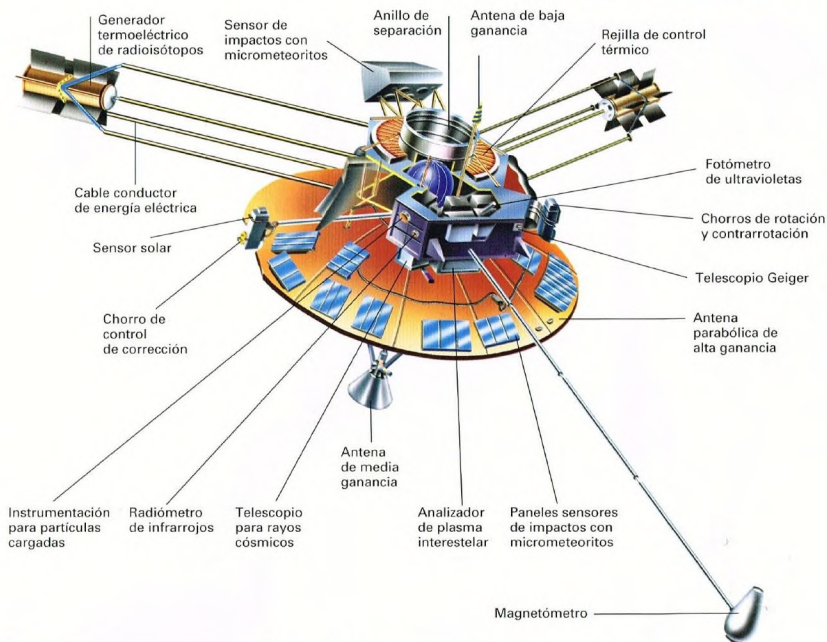 Generador
termoeléctrico
de radioisótopos
Sensor de
impactos con
micrometeoritos
Anillo de
separación
Antena de baja
ganancia
Rejilla de control
térmico
Cable conductor
de energía eléctrica
Sensor solar
Chorro de
control
de corrección
Fotómetro
de ultravioletas
Chorros de rotación
y contrarrotación
Telescopio Geiger
Antena
parabólica de
alta ganancia
Instrumentación
para partículas
cargadas
Radiómetro
de infrarrojos
Telescopio
para rayos
cósmicos
Antena
de media
ganancia
Analizador
de plasma
interestelar
Paneles sensores
de impactos con
micrometeoritos
Magnetómetro